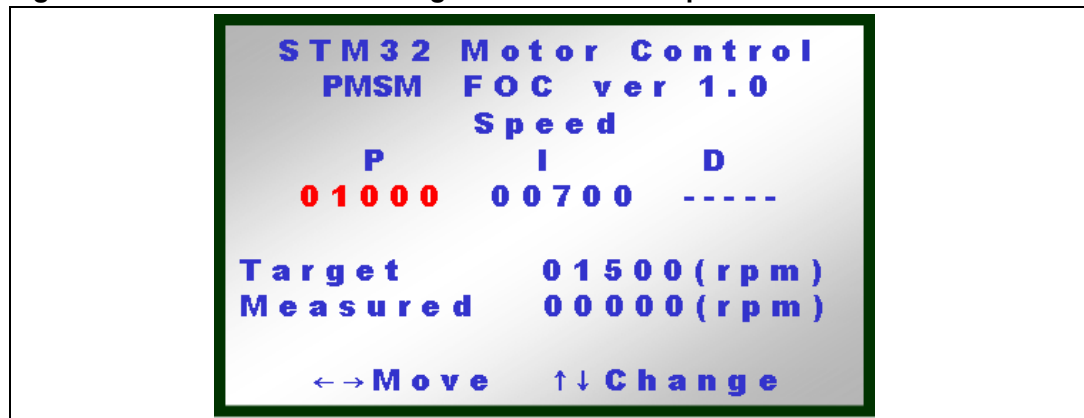 STM32 Motor Control
PMSM FOC ver 1.0
Speed
P I D
01000 00700 -----
Target 01500(rpm)
Measured 00000(rpm)
←→Move ↑↓Change